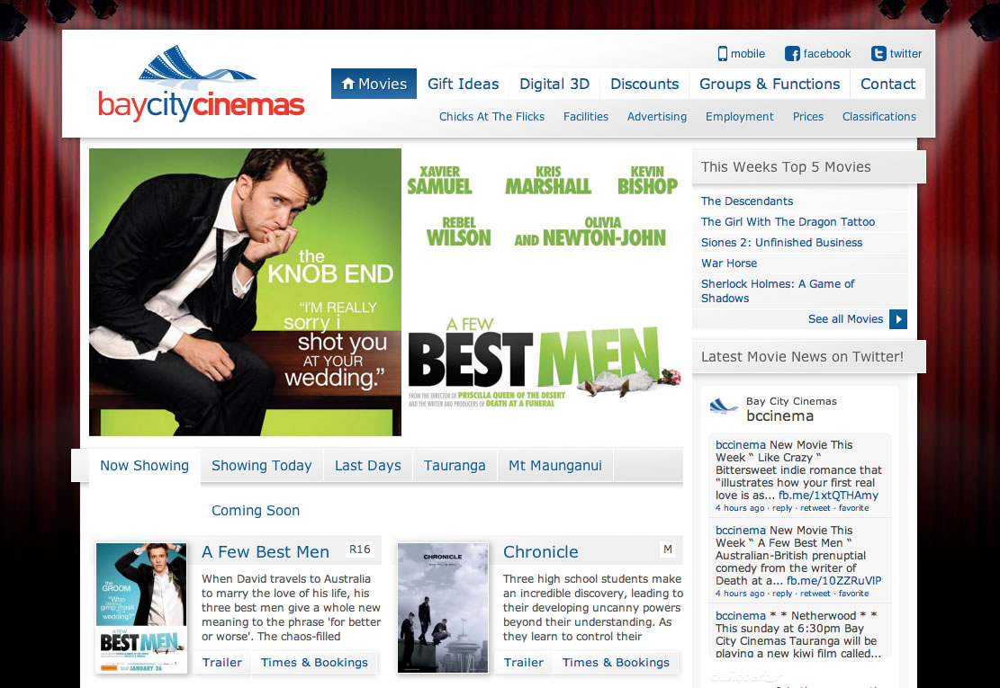 mobile facebook twitter
baycitycinemas
Movies Gift Ideas Digital 3D Discounts Groups & Functions Contact
Chicks At The Flicks Facilities Advertising Employment Prices Classifications
the
KNOB END
"I'M REALLY
sorry i
shot you
AT YOUR
wedding."
XAVIER SAMUEL
KRIS MARSHALL
KEVIN BISHOP
REBEL WILSON
OLIVIA
AND NEWTON-JOHN
A FEW
BEST MEN
FROM THE DIRECTOR OF PRISCILLA QUEEN OF THE DESERT
AND THE WRITER AND PRODUCERS OF DEATH AT A FUNERAL
This Weeks Top 5 Movies
The Descendants
The Girl With The Dragon Tattoo
Siones 2: Unfinished Business
War Horse
Sherlock Holmes: A Game of
Shadows
See all Movies
Latest Movie News on Twitter!
Bay City Cinemas
bccinema
bccinema New Movie This
Week “ Like Crazy “
Bittersweet indie romance that
"illustrates how your first real
love is as... fb.me/1xtQTHAmy
4 hours ago · reply · retweet · favorite
bccinema New Movie This
Week “ A Few Best Men “
Australian-British prenuptial
comedy from the writer of
Death at a... fb.me/10ZZRuVlP
4 hours ago · reply · retweet · favorite
bccinema * * Netherwood * *
This sunday at 6:30pm Bay
City Cinemas Tauranga will be
playing a new kiwi film called...
twitter
Now Showing Showing Today Last Days Tauranga Mt Maunganui
Coming Soon
the
GROOM
"Who
gimp mask
wedding?"
A FEW
BEST MEN
JANUARY 26
A Few Best Men R16
When David travels to Australia
to marry the love of his life, his
three best men give a whole new
meaning to the phrase 'for better
or worse'. The chaos-filled
Trailer Times & Bookings
CHRONICLE
Chronicle M
Three high school students make
an incredible discovery, leading to
their developing uncanny powers
beyond their understanding. As
they learn to control their
Trailer Times & Bookings